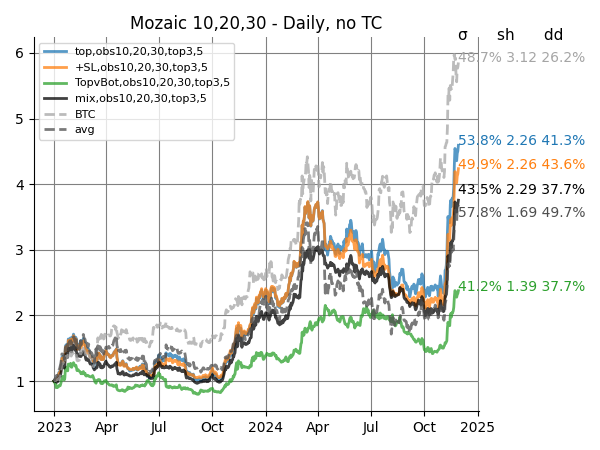 Mozaic 10,20,30 - Daily, no TC
σ sh dd
top,obs10,20,30,top3,5
+SL,obs10,20,30,top3,5
TopvBot,obs10,20,30,top3,5
mix,obs10,20,30,top3,5
BTC
avg
48.7% 3.12 26.2%
53.8% 2.26 41.3%
49.9% 2.26 43.6%
43.5% 2.29 37.7%
57.8% 1.69 49.7%
41.2% 1.39 37.7%
6
5
4
3
2
1
2023 Apr Jul Oct 2024 Apr Jul Oct 2025